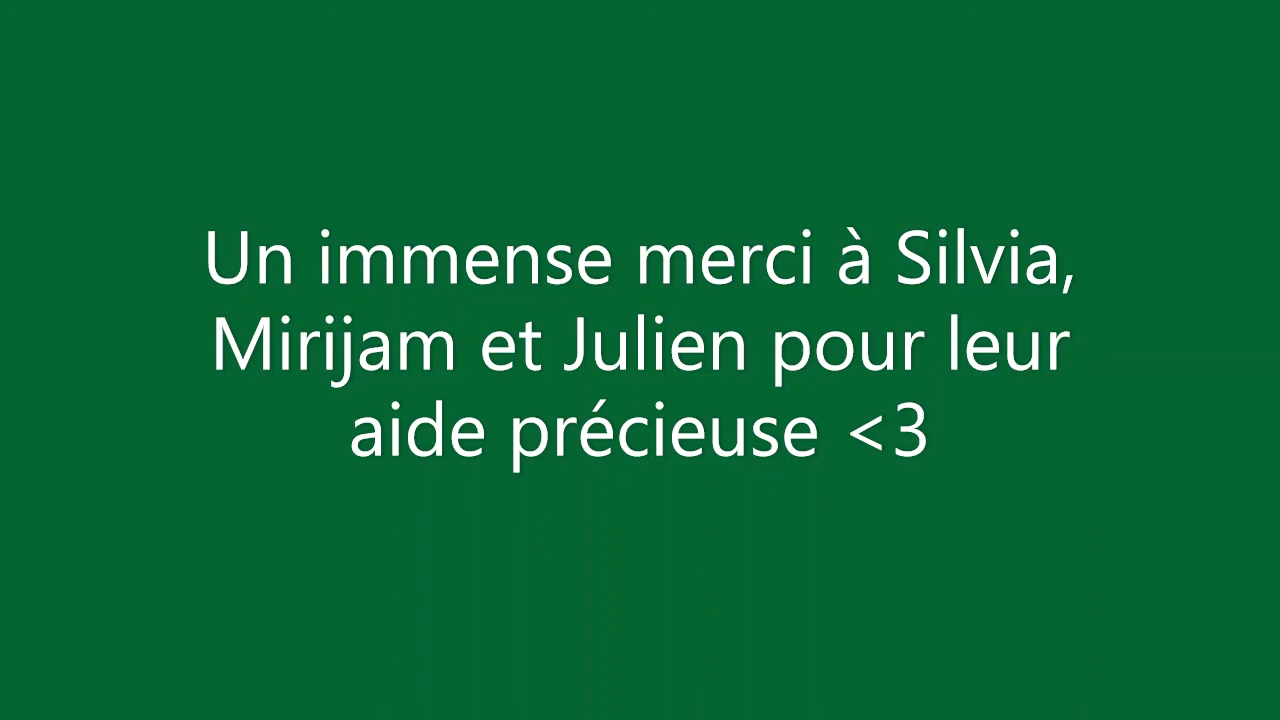 Un immense merci à Silvia,
Mirijam et Julien pour leur
aide précieuse <3